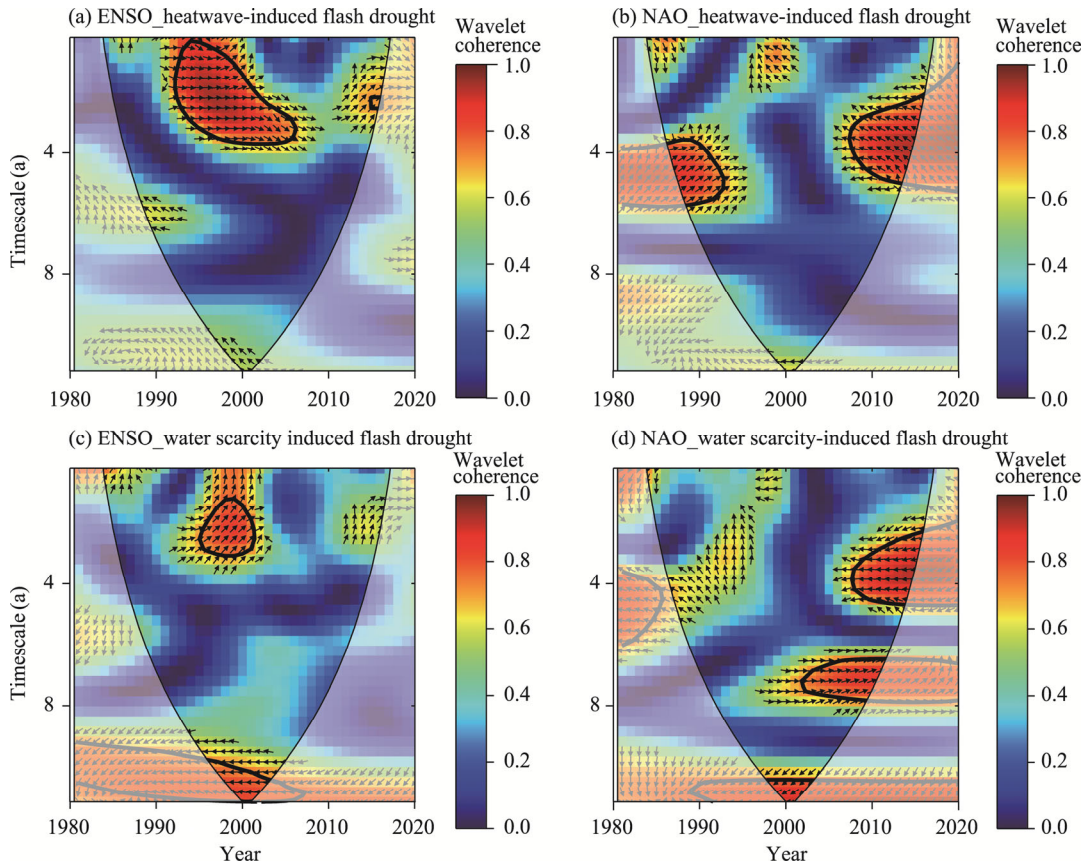 (a) ENSO_heatwave-induced flash drought
(b) NAO_heatwave-induced flash drought
Wavelet
coherence
1.0
0.8
0.6
0.4
0.2
0.0
Wavelet
coherence
1.0
0.8
0.6
0.4
0.2
0.0
Timescale (a)
4
8
4
8
1980 1990 2000 2010 2020
1980 1990 2000 2010 2020
(c) ENSO_water scarcity induced flash drought
(d) NAO_water scarcity-induced flash drought
Wavelet
coherence
1.0
0.8
0.6
0.4
0.2
0.0
Wavelet
coherence
1.0
0.8
0.6
0.4
0.2
0.0
Timescale (a)
4
8
4
8
1980 1990 2000 2010 2020
1980 1990 2000 2010 2020
Year
Year